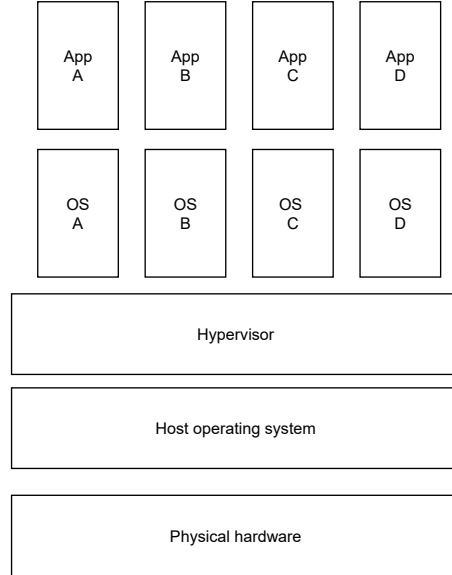 App
A
App
B
App
C
App
D
OS
A
OS
B
OS
C
OS
D
Hypervisor
Host operating system
Physical hardware